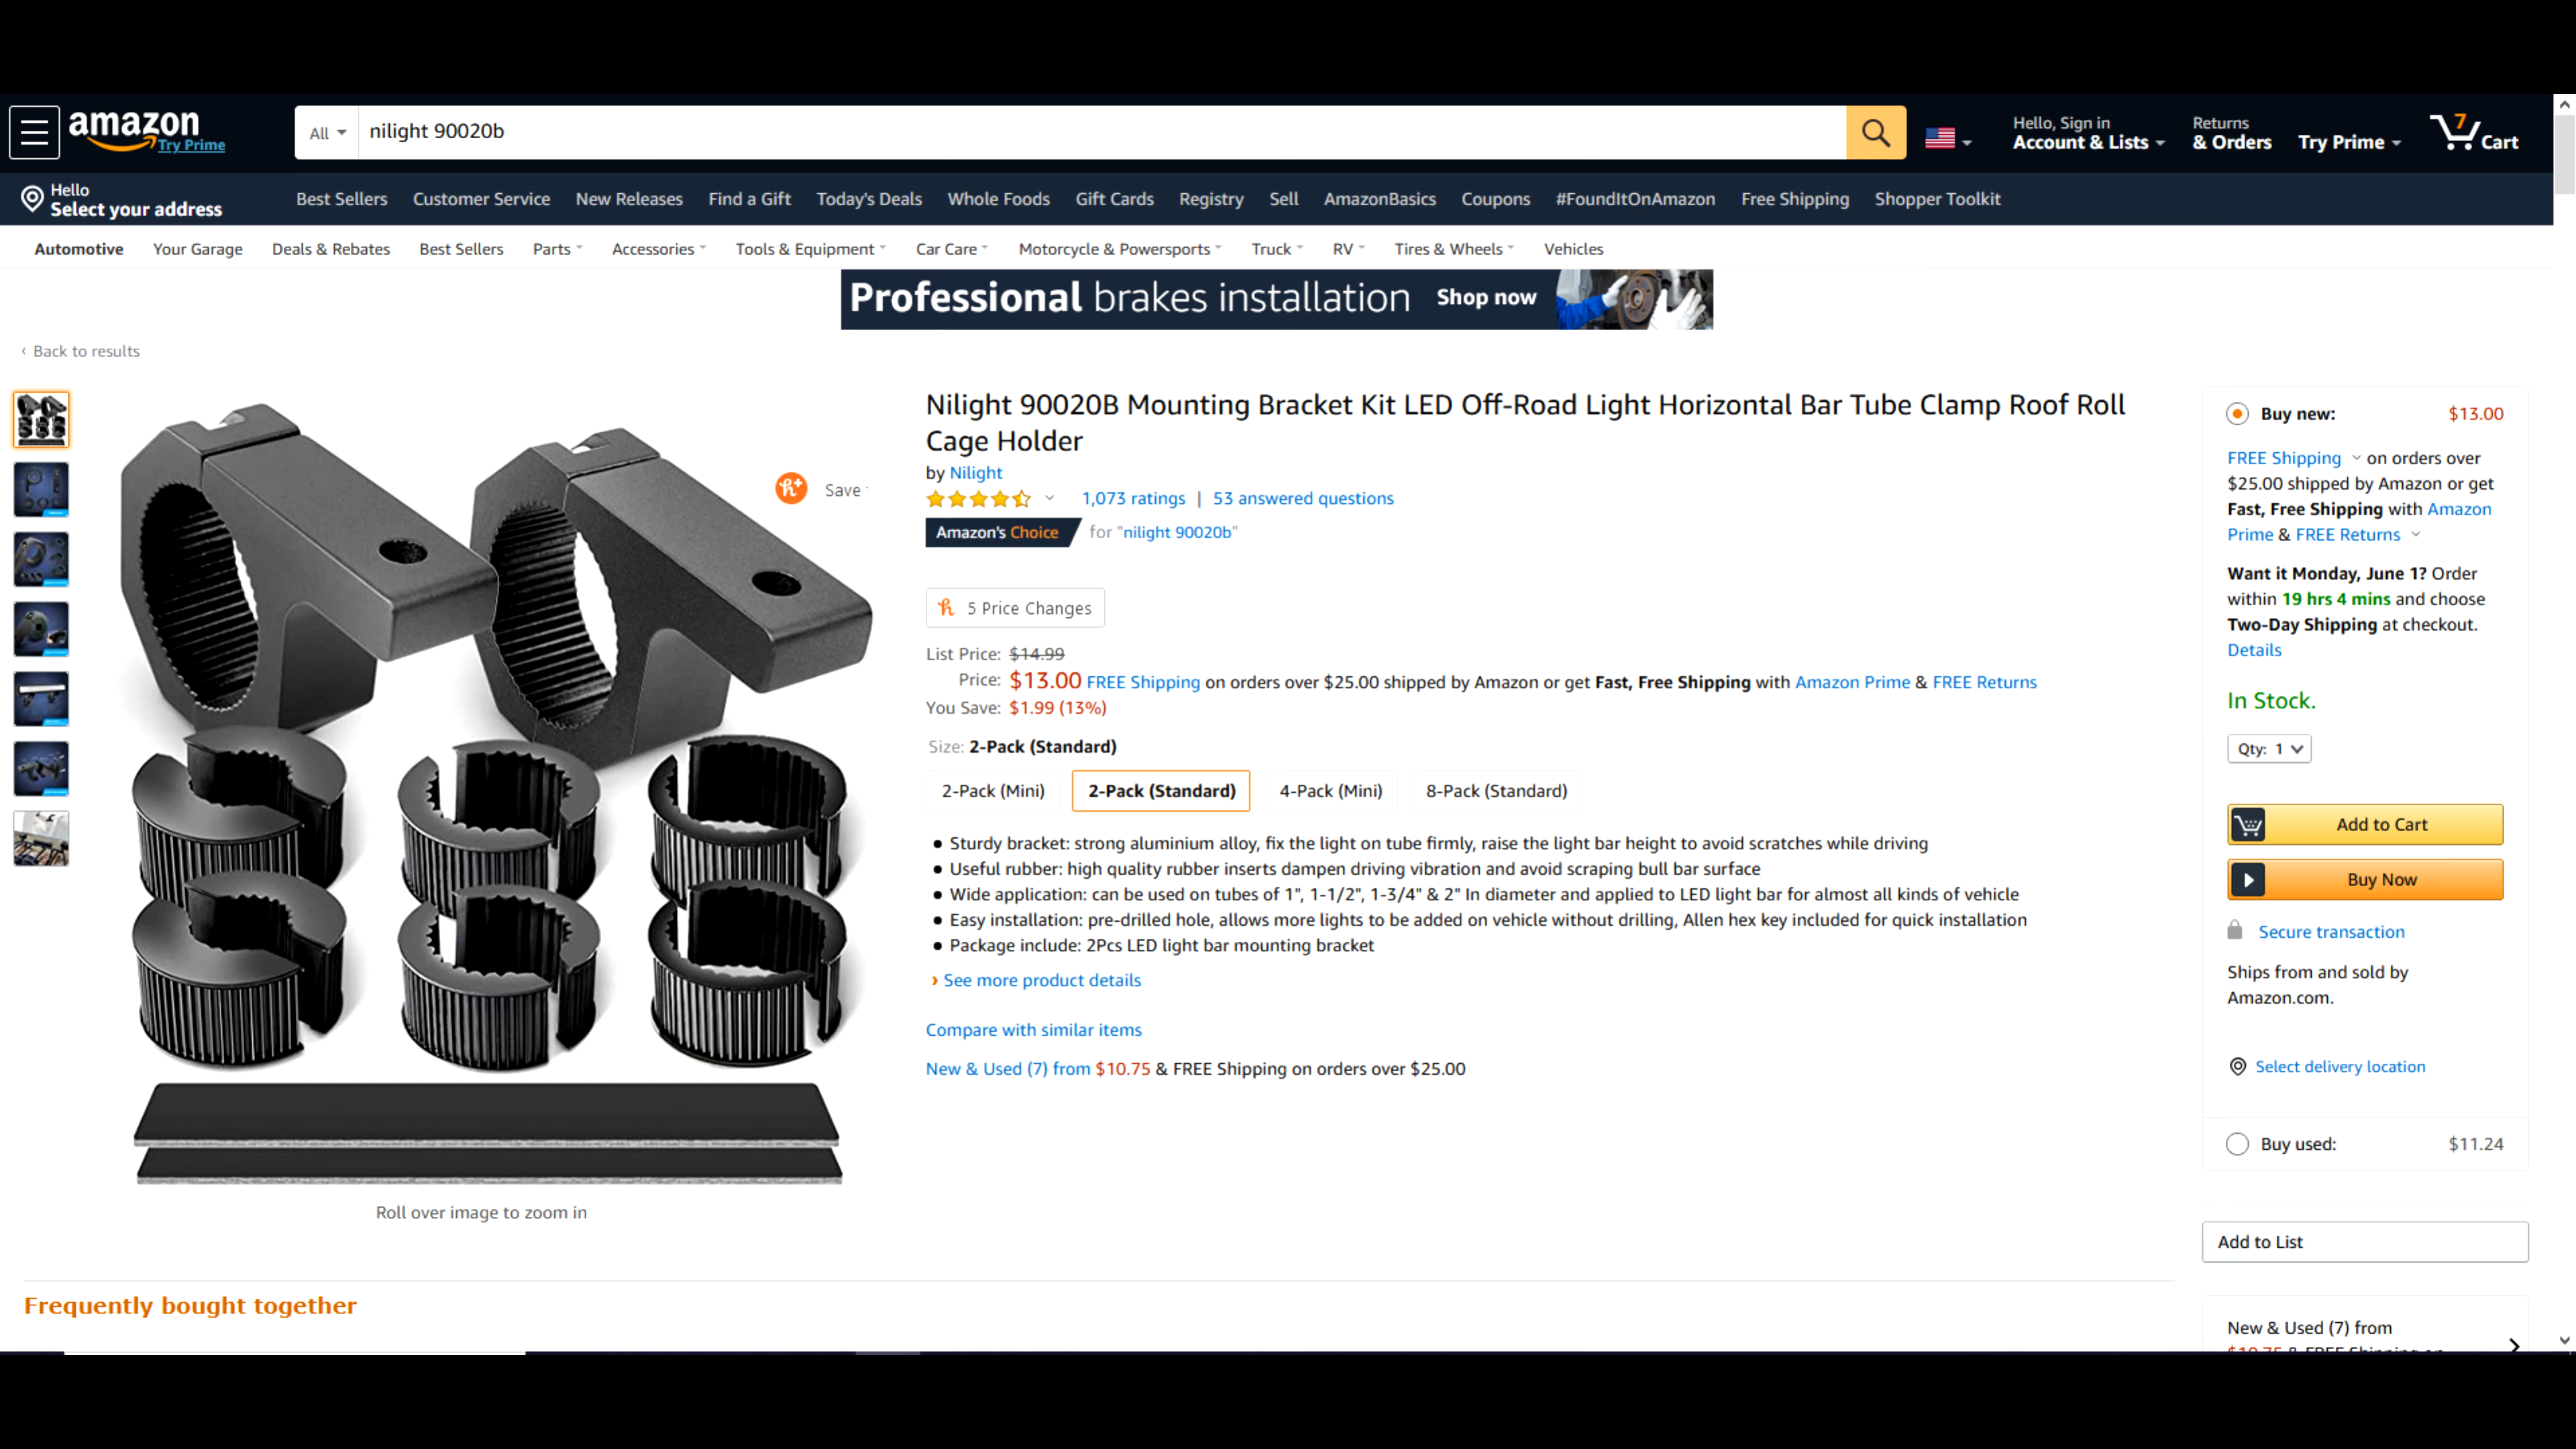 amazon
Try Prime
All
nilight 90020b
Hello, Sign in
Account & Lists
Returns
& Orders
Try Prime
7
Cart
Hello
Select your address
Best Sellers
Customer Service
New Releases
Find a Gift
Today's Deals
Whole Foods
Gift Cards
Registry
Sell
AmazonBasics
Coupons
#FoundItOnAmazon
Free Shipping
Shopper Toolkit
Automotive
Your Garage
Deals & Rebates
Best Sellers
Parts
Accessories
Tools & Equipment
Car Care
Motorcycle & Powersports
Truck
RV
Tires & Wheels
Vehicles
Professional brakes installation Shop now
‹ Back to results
h+ Save
Roll over image to zoom in
Nilight 90020B Mounting Bracket Kit LED Off-Road Light Horizontal Bar Tube Clamp Roof Roll
Cage Holder
by Nilight
1,073 ratings | 53 answered questions
Amazon's Choice for "nilight 90020b"
h 5 Price Changes
List Price: $14.99
Price: $13.00 FREE Shipping on orders over $25.00 shipped by Amazon or get Fast, Free Shipping with Amazon Prime & FREE Returns
You Save: $1.99 (13%)
Size: 2-Pack (Standard)
2-Pack (Mini)
2-Pack (Standard)
4-Pack (Mini)
8-Pack (Standard)
• Sturdy bracket: strong aluminium alloy, fix the light on tube firmly, raise the light bar height to avoid scratches while driving
• Useful rubber: high quality rubber inserts dampen driving vibration and avoid scraping bull bar surface
• Wide application: can be used on tubes of 1", 1-1/2", 1-3/4" & 2" In diameter and applied to LED light bar for almost all kinds of vehicle
• Easy installation: pre-drilled hole, allows more lights to be added on vehicle without drilling, Allen hex key included for quick installation
• Package include: 2Pcs LED light bar mounting bracket
› See more product details
Compare with similar items
New & Used (7) from $10.75 & FREE Shipping on orders over $25.00
Buy new: $13.00
FREE Shipping on orders over
$25.00 shipped by Amazon or get
Fast, Free Shipping with Amazon
Prime & FREE Returns
Want it Monday, June 1? Order
within 19 hrs 4 mins and choose
Two-Day Shipping at checkout.
Details
In Stock.
Qty: 1
Add to Cart
Buy Now
Secure transaction
Ships from and sold by
Amazon.com.
Select delivery location
Buy used: $11.24
Add to List
Frequently bought together
New & Used (7) from
$10.75 & FREE Shipping on